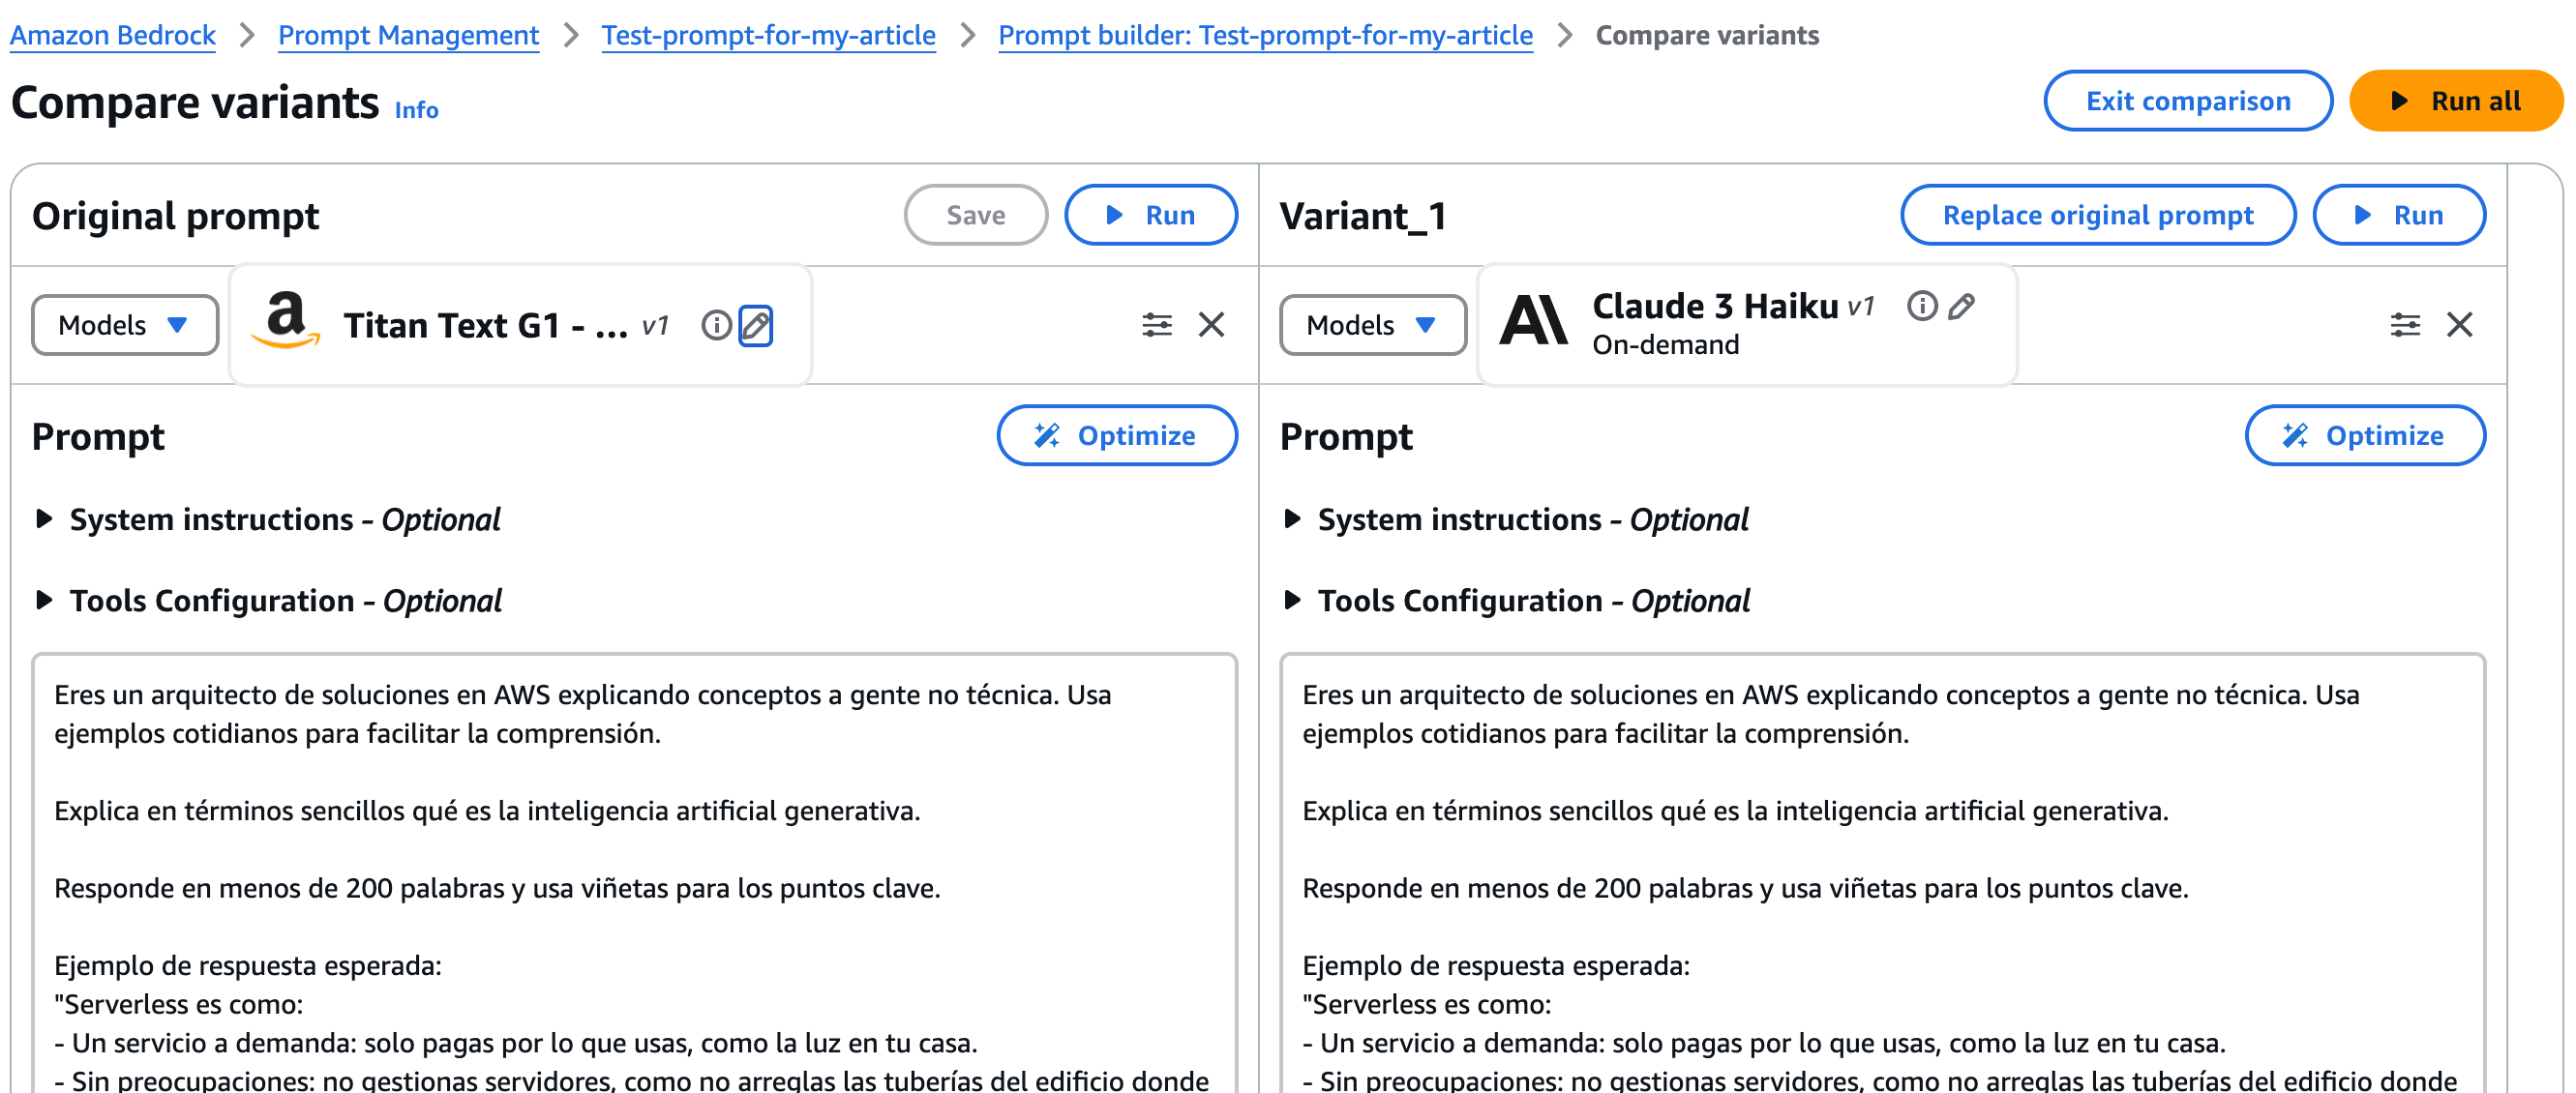 Amazon Bedrock > Prompt Management > Test-prompt-for-my-article > Prompt builder: Test-prompt-for-my-article > Compare variants
Compare variants Info
Exit comparison
Run all
Original prompt
Save
Run
Models
Titan Text G1 - ... v1
Prompt
Optimize
System instructions - Optional
Tools Configuration - Optional
Eres un arquitecto de soluciones en AWS explicando conceptos a gente no técnica. Usa
ejemplos cotidianos para facilitar la comprensión.
Explica en términos sencillos qué es la inteligencia artificial generativa.
Responde en menos de 200 palabras y usa viñetas para los puntos clave.
Ejemplo de respuesta esperada:
"Serverless es como:
- Un servicio a demanda: solo pagas por lo que usas, como la luz en tu casa.
- Sin preocupaciones: no gestionas servidores, como no arreglas las tuberías del edificio donde
Variant_1
Replace original prompt
Run
Models
Claude 3 Haiku v1
On-demand
Prompt
Optimize
System instructions - Optional
Tools Configuration - Optional
Eres un arquitecto de soluciones en AWS explicando conceptos a gente no técnica. Usa
ejemplos cotidianos para facilitar la comprensión.
Explica en términos sencillos qué es la inteligencia artificial generativa.
Responde en menos de 200 palabras y usa viñetas para los puntos clave.
Ejemplo de respuesta esperada:
"Serverless es como:
- Un servicio a demanda: solo pagas por lo que usas, como la luz en tu casa.
- Sin preocupaciones: no gestionas servidores, como no arreglas las tuberías del edificio donde